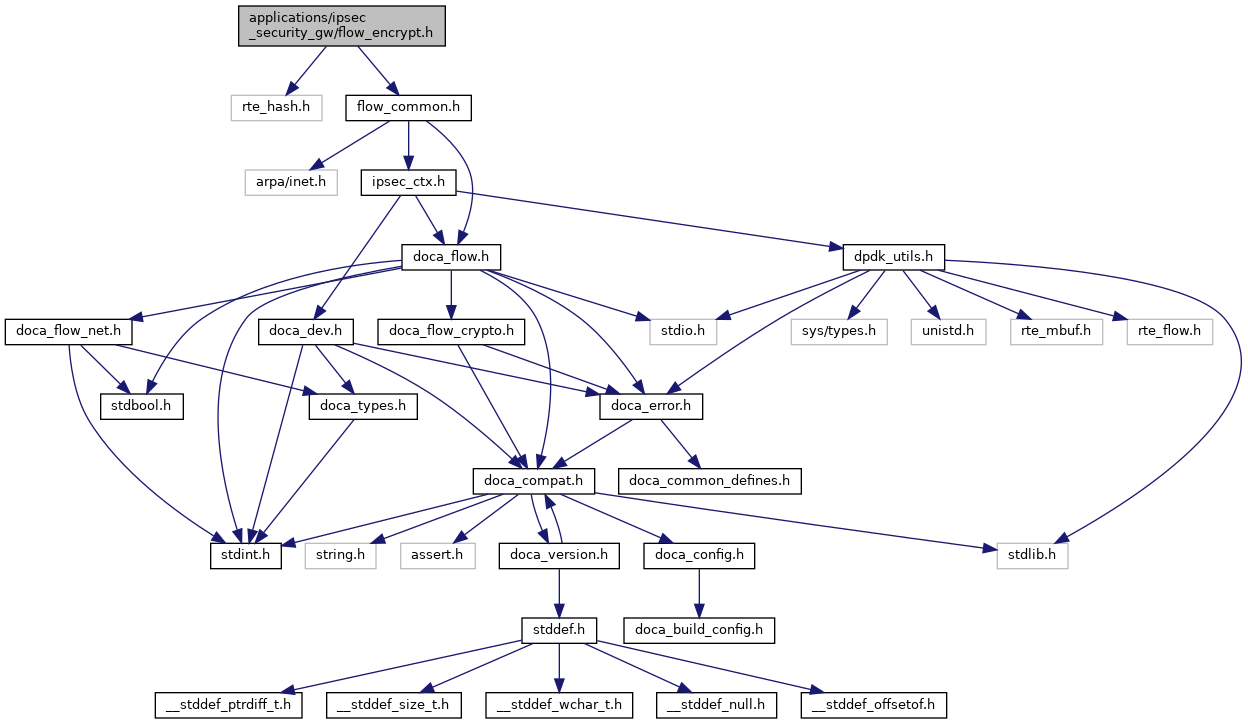 applications/ipsec
_security_gw/flow_encrypt.h
rte_hash.h
flow_common.h
arpa/inet.h
ipsec_ctx.h
doca_flow.h
dpdk_utils.h
doca_flow_net.h
doca_dev.h
doca_flow_crypto.h
stdio.h
sys/types.h
unistd.h
rte_mbuf.h
rte_flow.h
stdbool.h
doca_types.h
doca_error.h
doca_compat.h
doca_common_defines.h
stdint.h
string.h
assert.h
doca_version.h
doca_config.h
stdlib.h
stddef.h
doca_build_config.h
__stddef_ptrdiff_t.h
__stddef_size_t.h
__stddef_wchar_t.h
__stddef_null.h
__stddef_offsetof.h